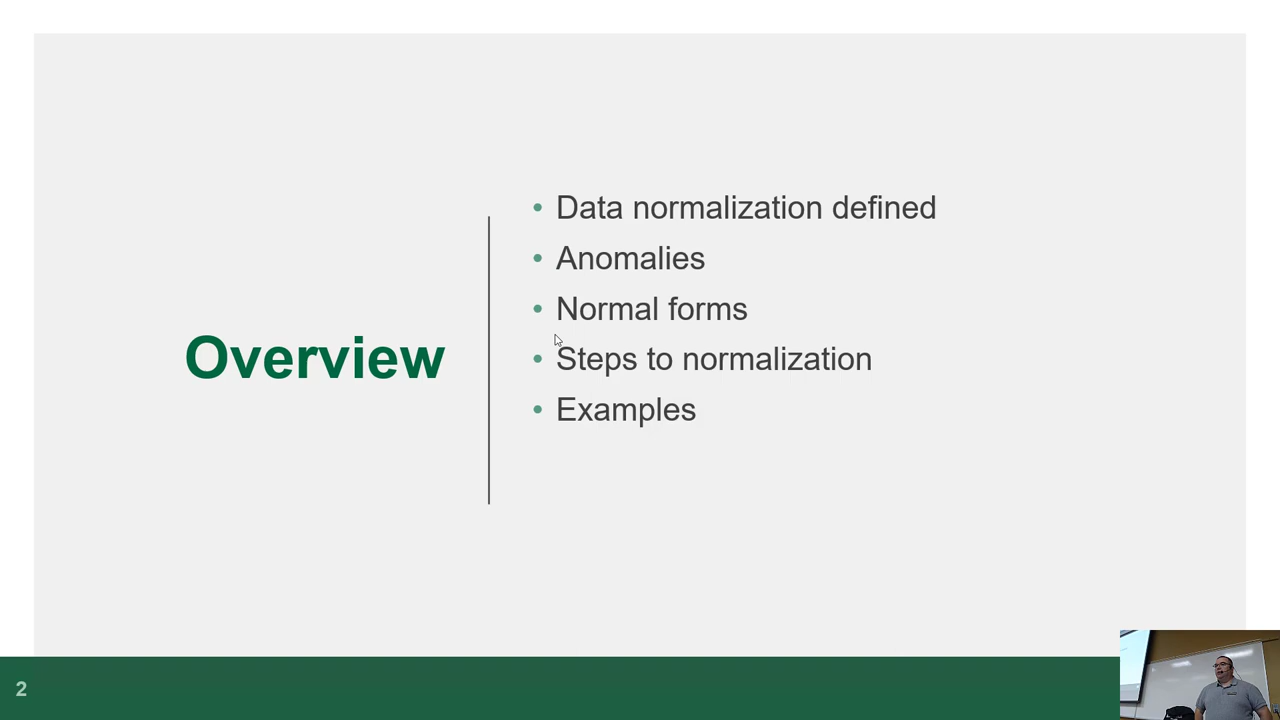 Overview
Data normalization defined
Anomalies
Normal forms
Steps to normalization
Examples
2